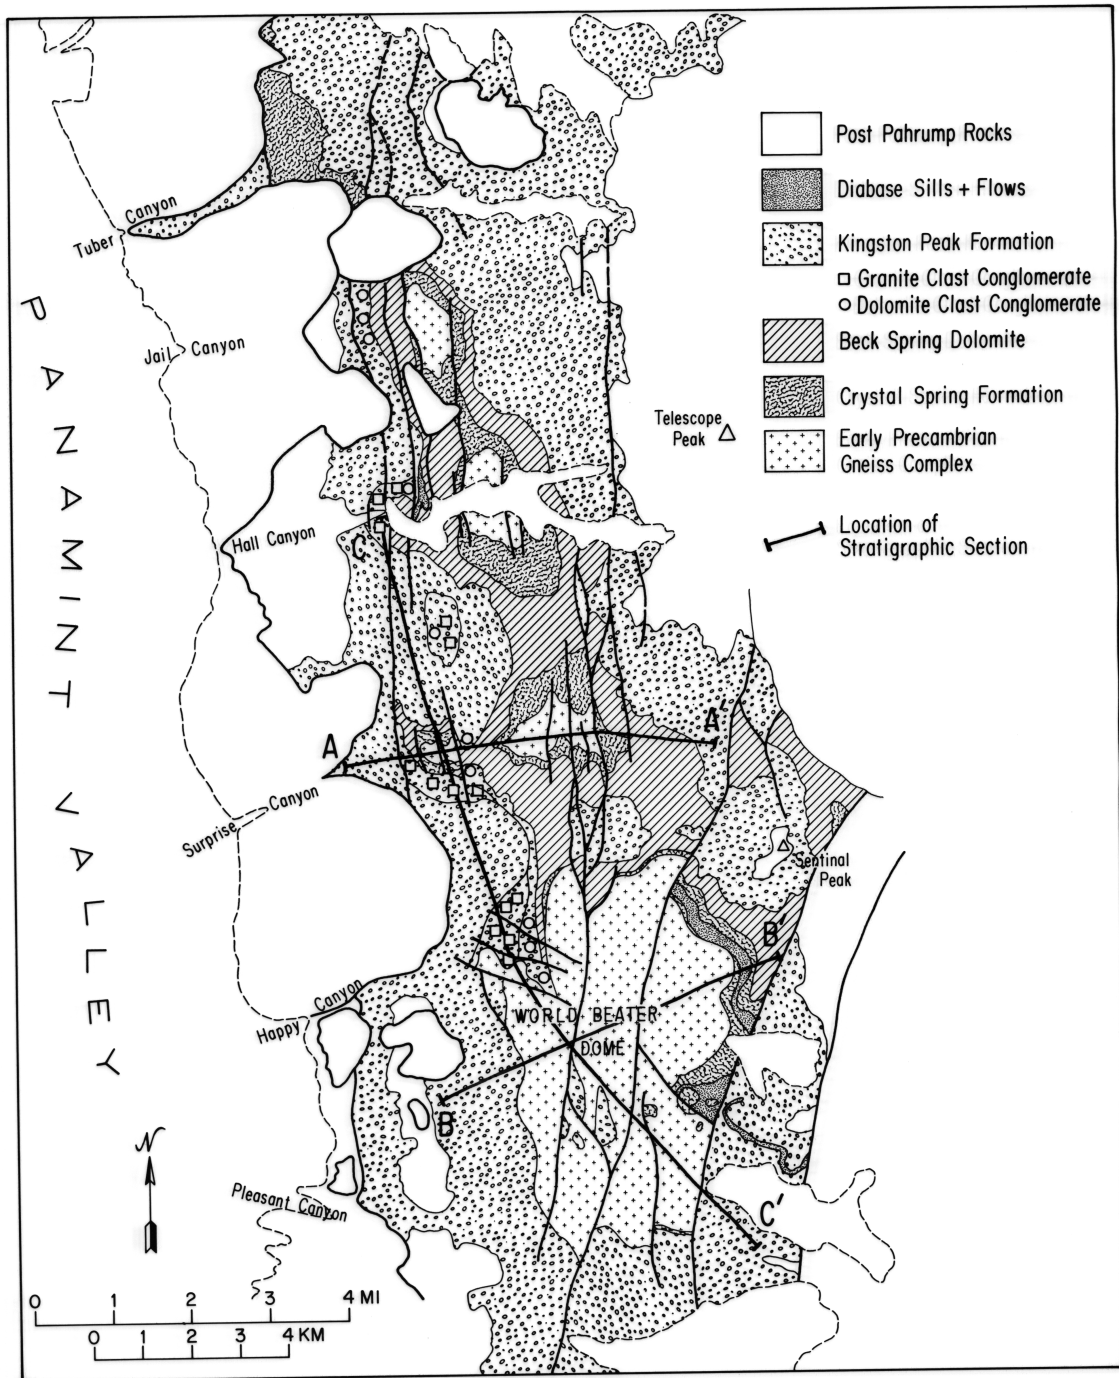 Post Pahrump Rocks
Diabase Sills + Flows
Kingston Peak Formation
Granite Clast Conglomerate
Dolomite Clast Conglomerate
Beck Spring Dolomite
Crystal Spring Formation
Early Precambrian
Gneiss Complex
Location of
Stratigraphic Section
Tuber Canyon
Jail Canyon
Telescope
Peak
PANAMINT VALLEY
Hall Canyon
C
A
A'
Surprise Canyon
Sentinal
Peak
B'
Happy Canyon
WORLD BEATER
DOME
B
Pleasant Canyon
C'
N
0 1 2 3 4 MI
0 1 2 3 4 KM